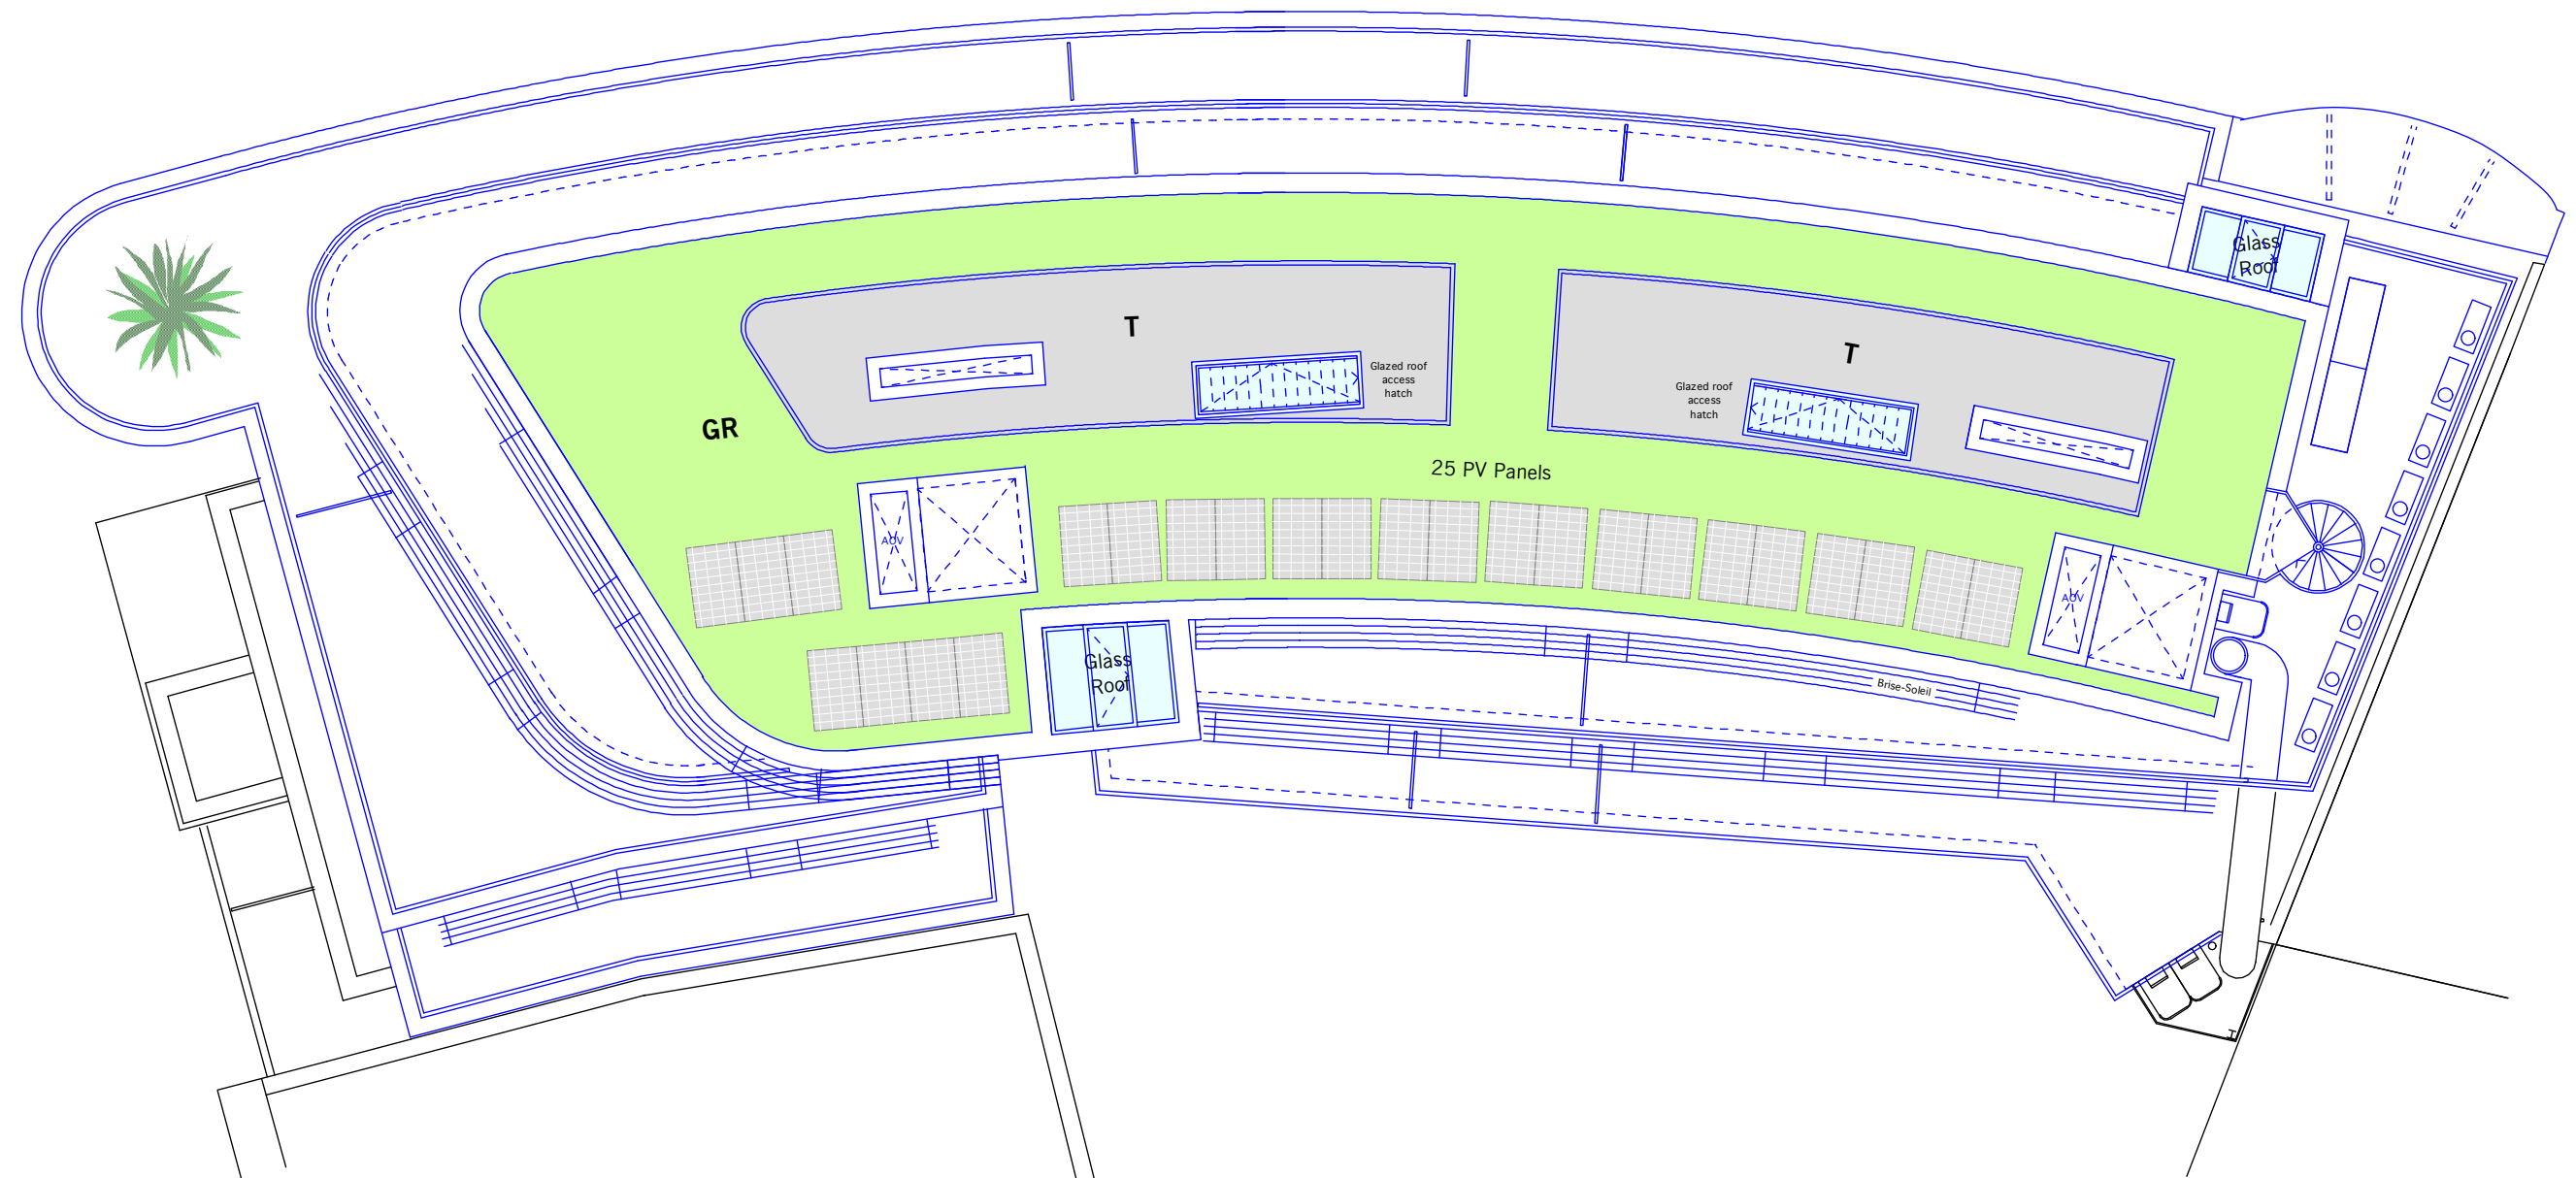 Glass
Roof
T
T
Glazed roof
access
hatch
Glazed roof
access
hatch
GR
25 PV Panels
AOV
AOV
Glass
Roof
Brise-Soleil